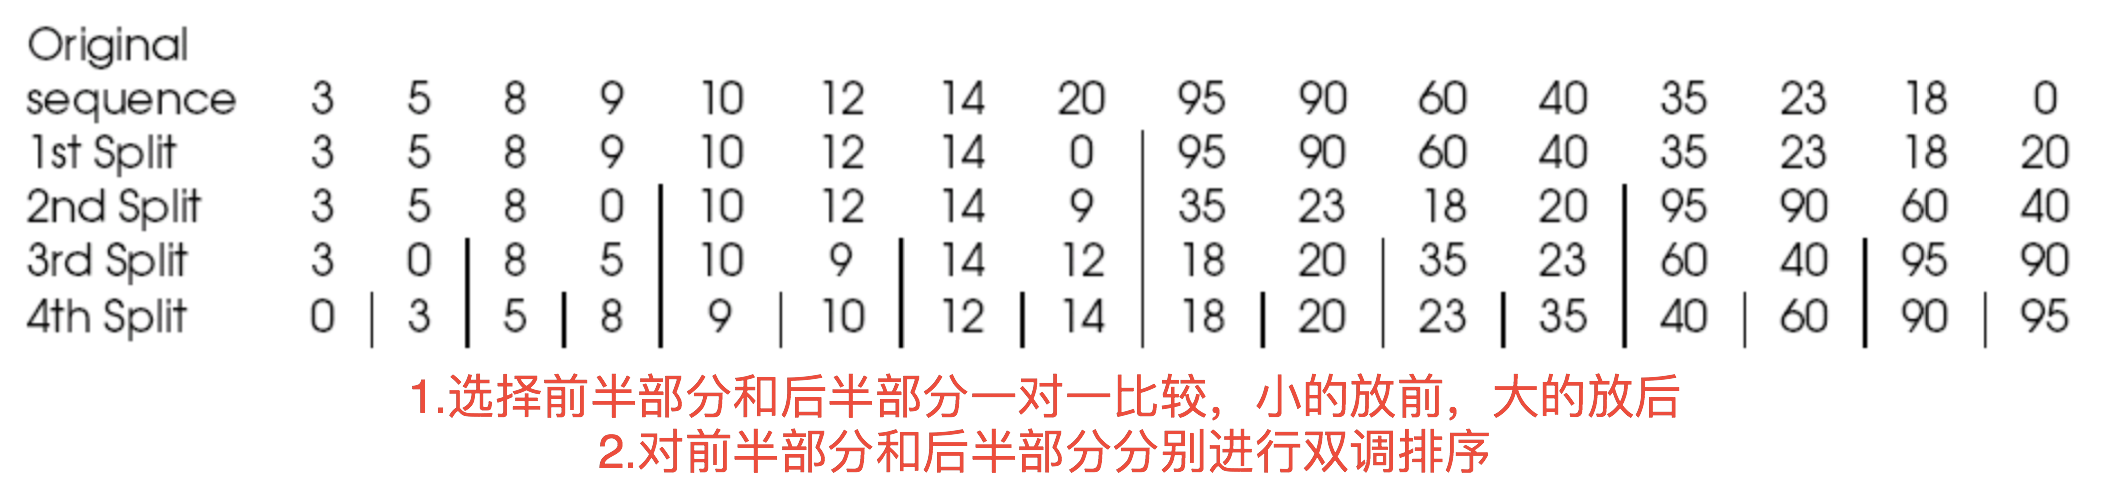 Original
sequence 3 5 8 9 10 12 14 20 95 90 60 40 35 23 18 0
1st Split 3 5 8 9 10 12 14 0 95 90 60 40 35 23 18 20
2nd Split 3 5 8 0 10 12 14 9 35 23 18 20 95 90 60 40
3rd Split 3 0 8 5 10 9 14 12 18 20 35 23 60 40 95 90
4th Split 0 3 5 8 9 10 12 14 18 20 23 35 40 60 90 95
1.选择前半部分和后半部分一对一比较，小的放前，大的放后
2.对前半部分和后半部分分别进行双调排序